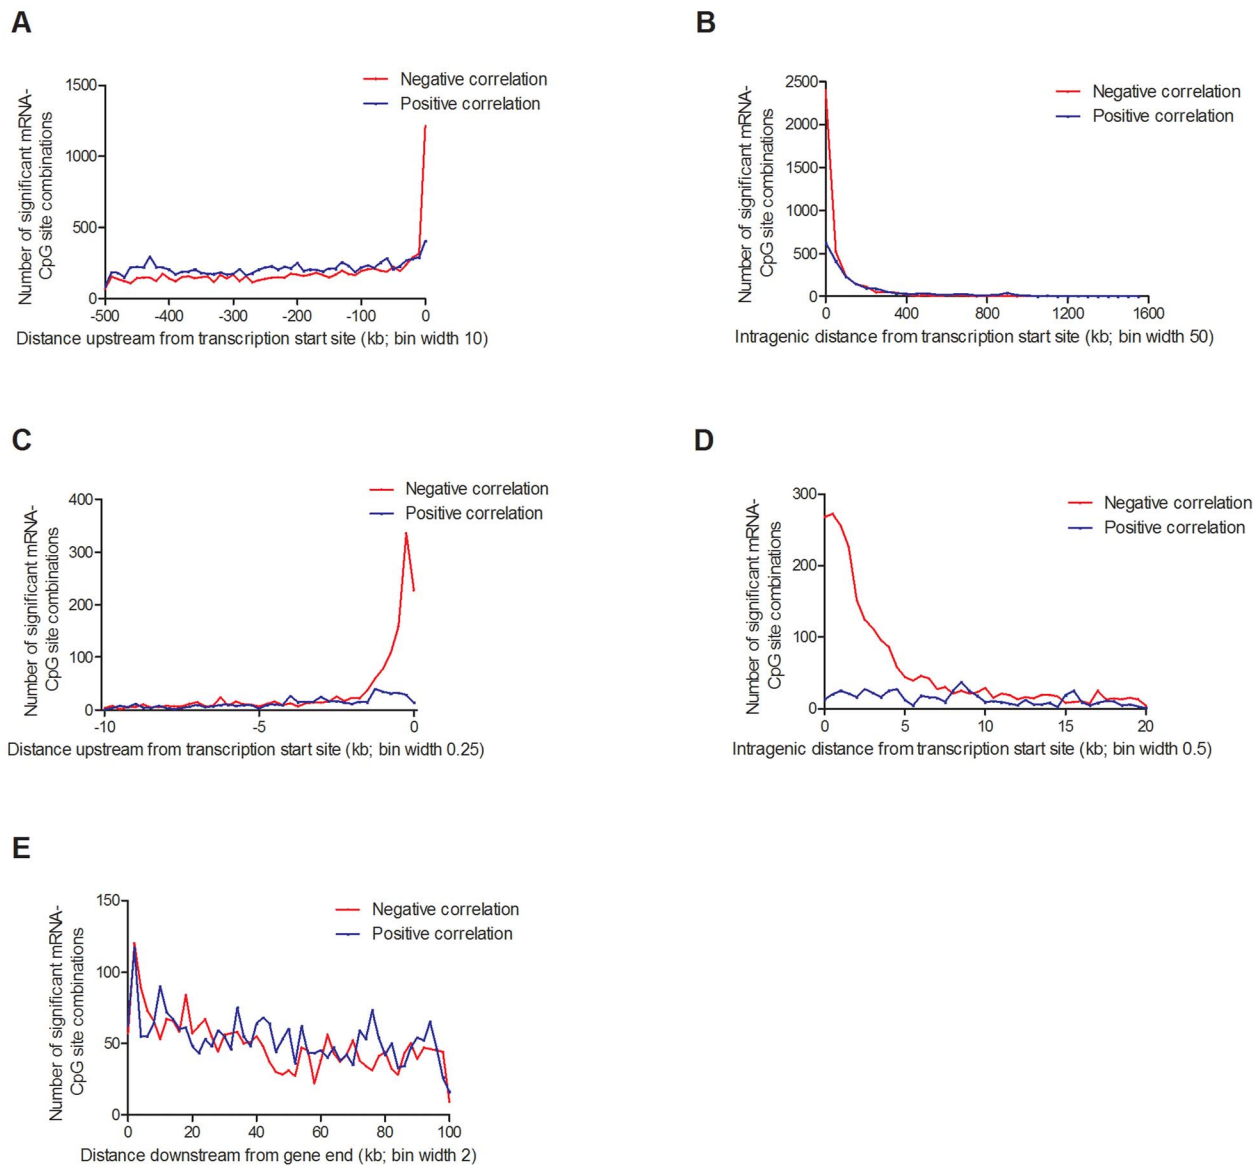 A
Number of significant mRNA-
CpG site combinations
1500
1000
500
0
Negative correlation
Positive correlation
-500 -400 -300 -200 -100 0
Distance upstream from transcription start site (kb; bin width 10)
B
Number of significant mRNA-
CpG site combinations
2500
2000
1500
1000
500
0
Negative correlation
Positive correlation
0 400 800 1200 1600
Intragenic distance from transcription start site (kb; bin width 50)
C
Number of significant mRNA-
CpG site combinations
400
300
200
100
0
Negative correlation
Positive correlation
-10 -5 0
Distance upstream from transcription start site (kb; bin width 0.25)
D
Number of significant mRNA-
CpG site combinations
300
200
100
0
Negative correlation
Positive correlation
0 5 10 15 20
Intragenic distance from transcription start site (kb; bin width 0.5)
E
Number of significant mRNA-
CpG site combinations
150
100
50
0
Negative correlation
Positive correlation
0 20 40 60 80 100
Distance downstream from gene end (kb; bin width 2)